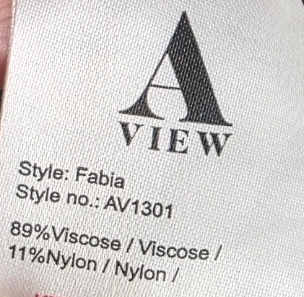 A
VIEW
Style: Fabia
Style no.: AV1301
89%Viscose / Viscose /
11%Nylon / Nylon /